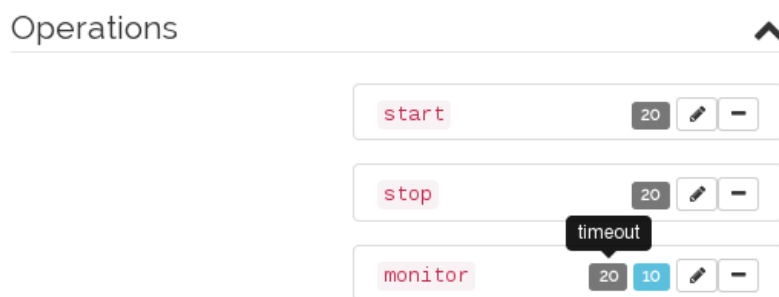 Operations
start 20
stop 20
timeout
monitor 20 10